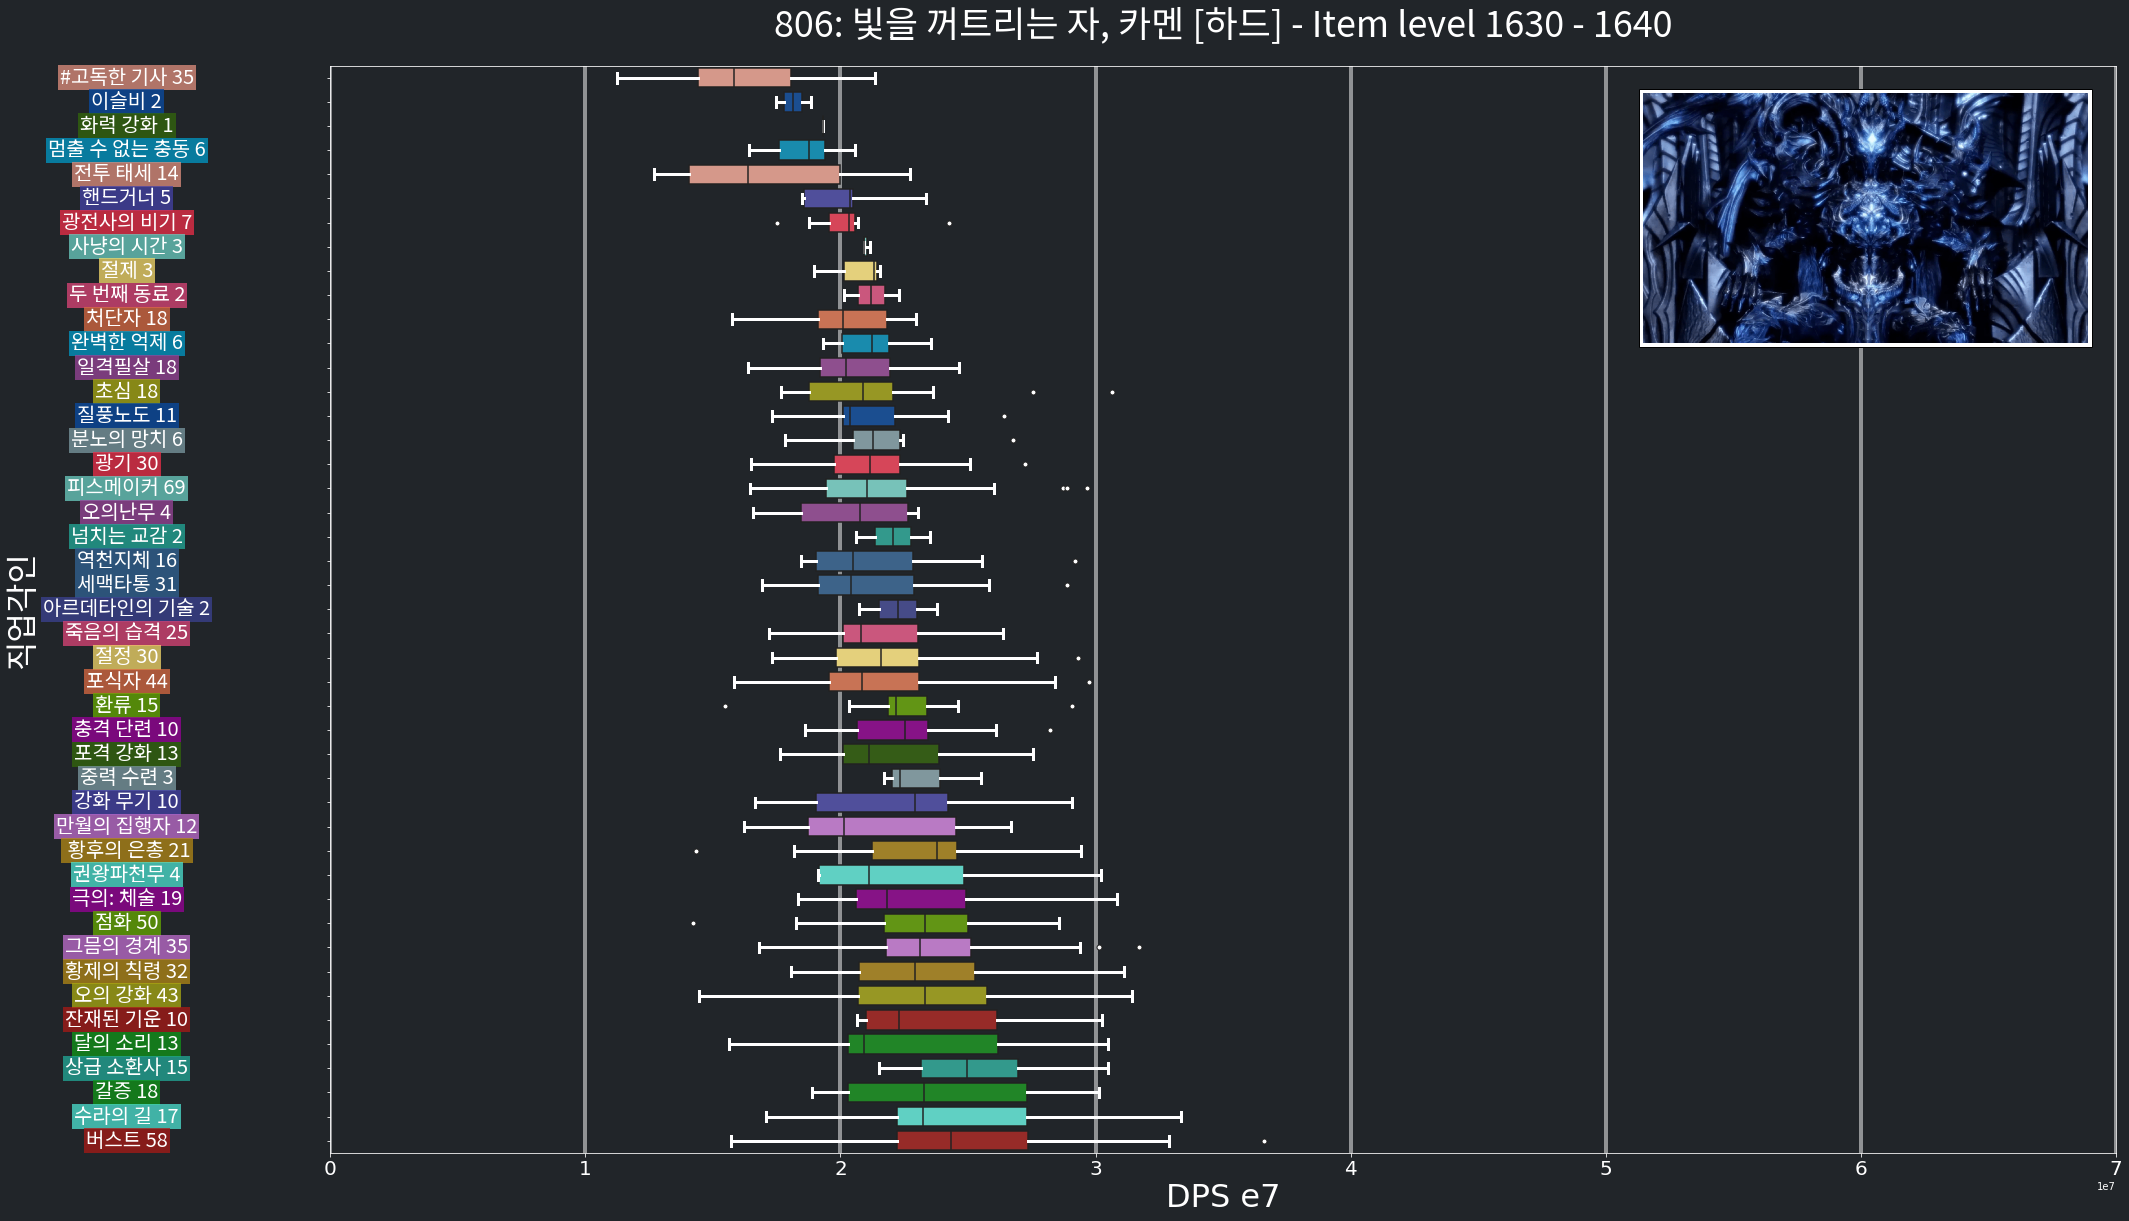 806: 빛을 꺼트리는 자, 카멘 [하드] - Item level 1630 - 1640
직업각인
#고독한 기사 35
이슬비 2
화력 강화 1
멈출 수 없는 충동 6
전투 태세 14
핸드거너 5
광전사의 비기 7
사냥의 시간 3
절제 3
두 번째 동료 2
처단자 18
완벽한 억제 6
일격필살 18
초심 18
질풍노도 11
분노의 망치 6
광기 30
피스메이커 69
오의난무 4
넘치는 교감 2
역천지체 16
세맥타통 31
아르데타인의 기술 2
죽음의 습격 25
절정 30
포식자 44
환류 15
충격 단련 10
포격 강화 13
중력 수련 3
강화 무기 10
만월의 집행자 12
황후의 은총 21
권왕파천무 4
극의: 체술 19
점화 50
그믐의 경계 35
황제의 칙령 32
오의 강화 43
잔재된 기운 10
달의 소리 13
상급 소환사 15
갈증 18
수라의 길 17
버스트 58
0 1 2 3 4 5 6 7
1e7
DPS e7